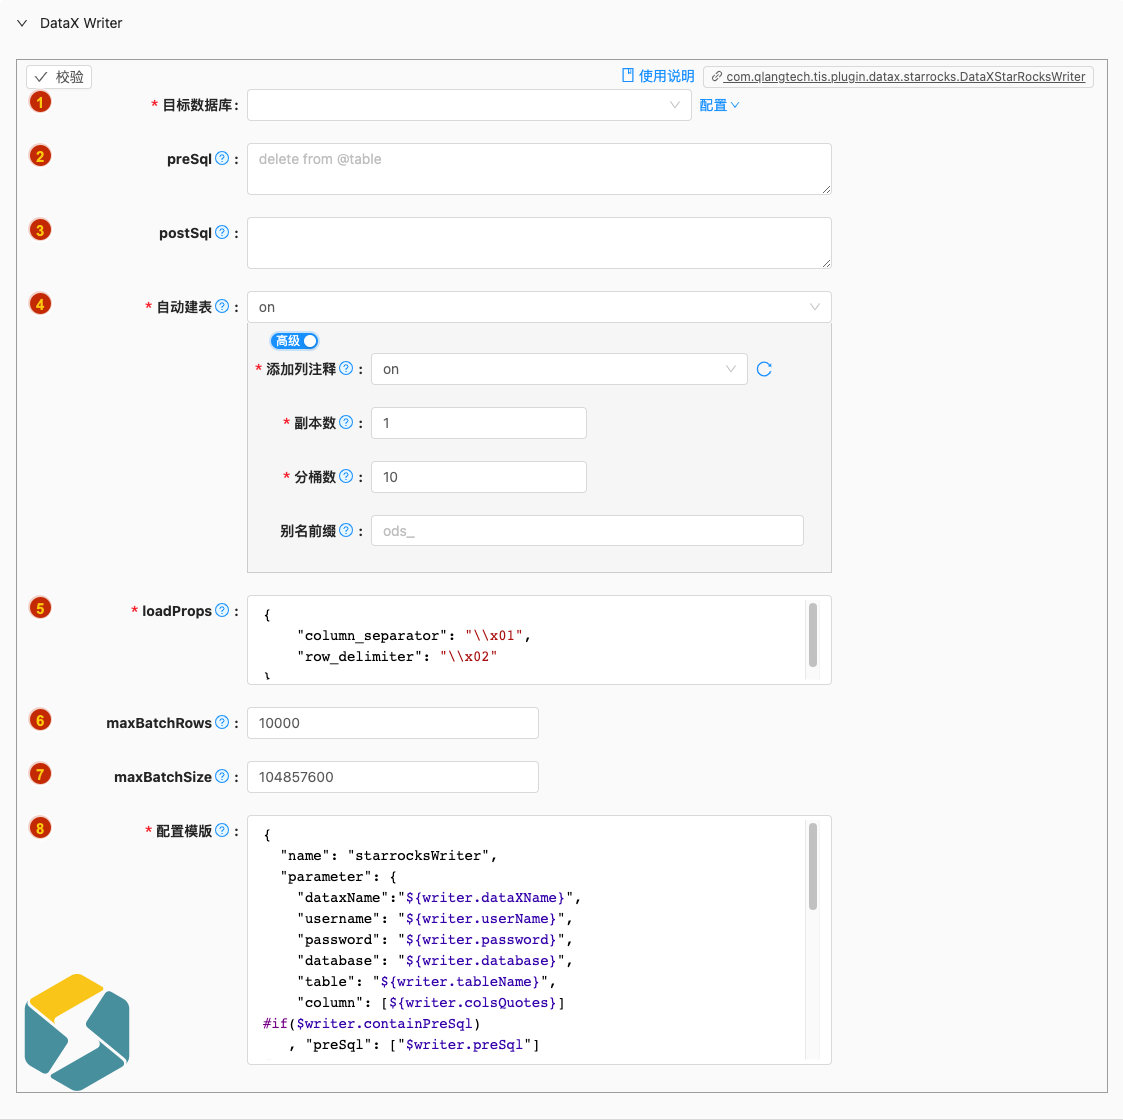 DataX Writer
校验
使用说明
com.qlangtech.tis.plugin.datax.starrocks.DataXStarRocksWriter
1
* 目标数据库:
配置
2
preSql ? :
delete from @table
3
postSql ? :
4
* 自动建表 ? :
on
高级
* 添加列注释 ? :
on
* 副本数 ? :
1
* 分桶数 ? :
10
别名前缀 ? :
ods_
5
* loadProps ? :
{
"column_separator": "\\x01",
"row_delimiter": "\\x02"
}
6
maxBatchRows ? :
10000
7
maxBatchSize ? :
104857600
8
* 配置模版 ? :
{
"name": "starrocksWriter",
"parameter": {
"dataxName":"${writer.dataXName}",
"username": "${writer.userName}",
"password": "${writer.password}",
"database": "${writer.database}",
"table": "${writer.tableName}",
"column": [${writer.colsQuotes}]
#if($writer.containPreSql)
, "preSql": ["$writer.preSql"]